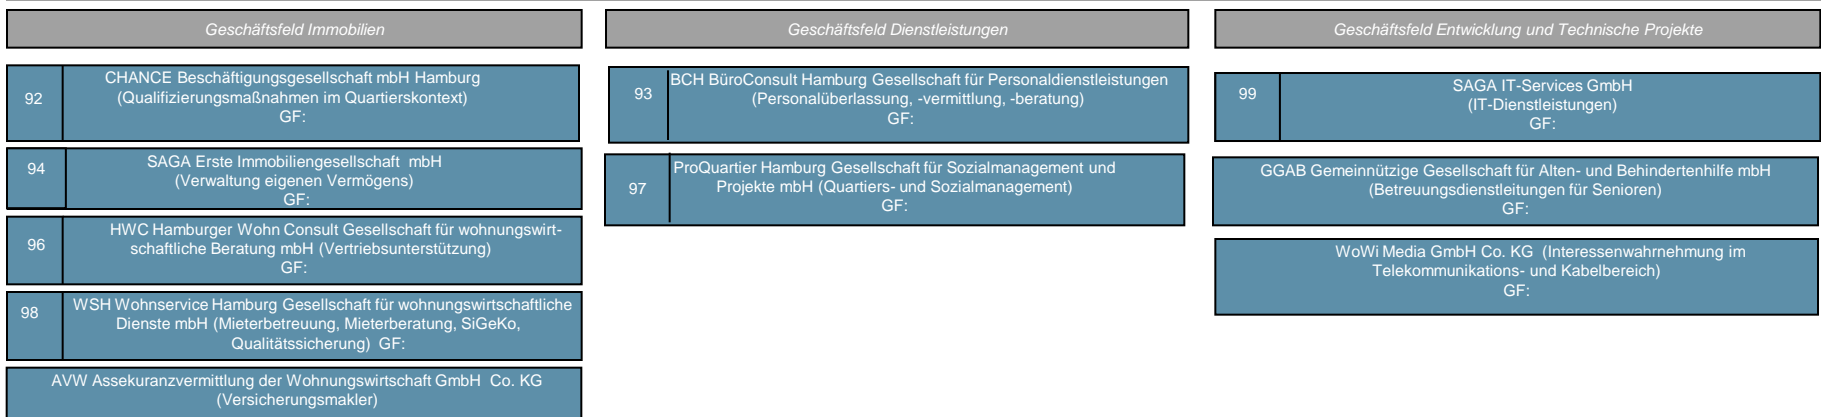 Geschäftsfeld Immobilien
92
CHANCE Beschäftigungsgesellschaft mbH Hamburg
(Qualifizierungsmaßnahmen im Quartierskontext)
GF:
94
SAGA Erste Immobiliengesellschaft mbH
(Verwaltung eigenen Vermögens)
GF:
96
HWC Hamburger Wohn Consult Gesellschaft für wohnungswirt-
schaftliche Beratung mbH (Vertriebsunterstützung)
GF:
98
WSH Wohnservice Hamburg Gesellschaft für wohnungswirtschaftliche
Dienste mbH (Mieterbetreuung, Mieterberatung, SiGeKo,
Qualitätssicherung) GF:
AVW Assekuranzvermittlung der Wohnungswirtschaft GmbH Co. KG
(Versicherungsmakler)
Geschäftsfeld Dienstleistungen
93
BCH BüroConsult Hamburg Gesellschaft für Personaldienstleistungen
(Personalüberlassung, -vermittlung, -beratung)
GF:
97
ProQuartier Hamburg Gesellschaft für Sozialmanagement und
Projekte mbH (Quartiers- und Sozialmanagement)
GF:
Geschäftsfeld Entwicklung und Technische Projekte
99
SAGA IT-Services GmbH
(IT-Dienstleistungen)
GF:
GGAB Gemeinnützige Gesellschaft für Alten- und Behindertenhilfe mbH
(Betreuungsdienstleitungen für Senioren)
GF:
WoWi Media GmbH Co. KG (Interessenwahrnehmung im
Telekommunikations- und Kabelbereich)
GF: